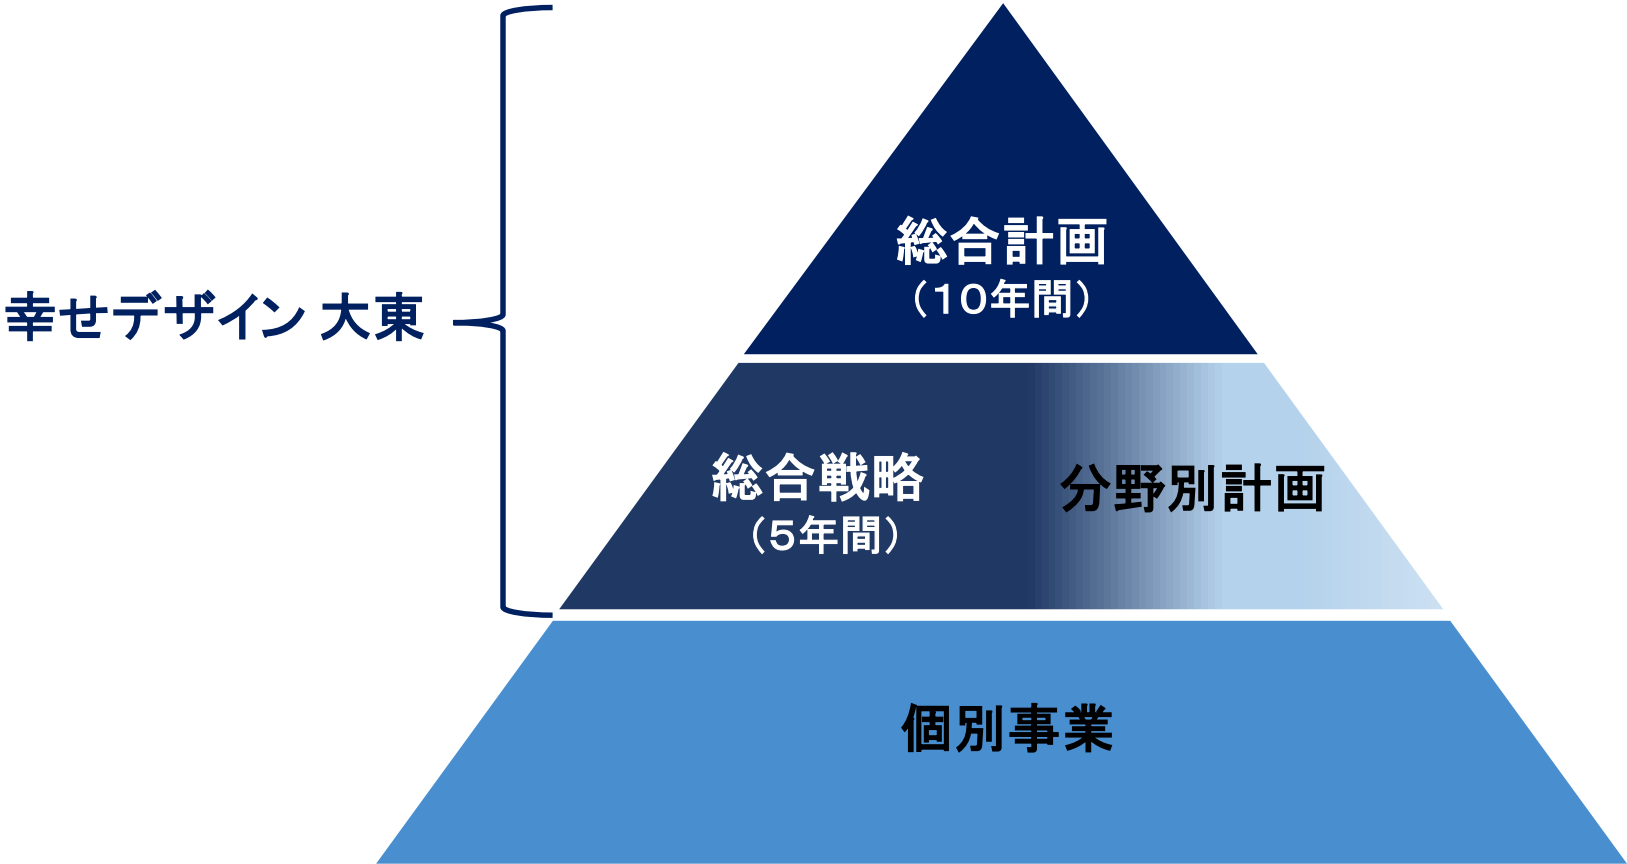 総合計画
（10年間）
幸せデザイン 大東
総合戦略
（5年間）
分野別計画
個別事業